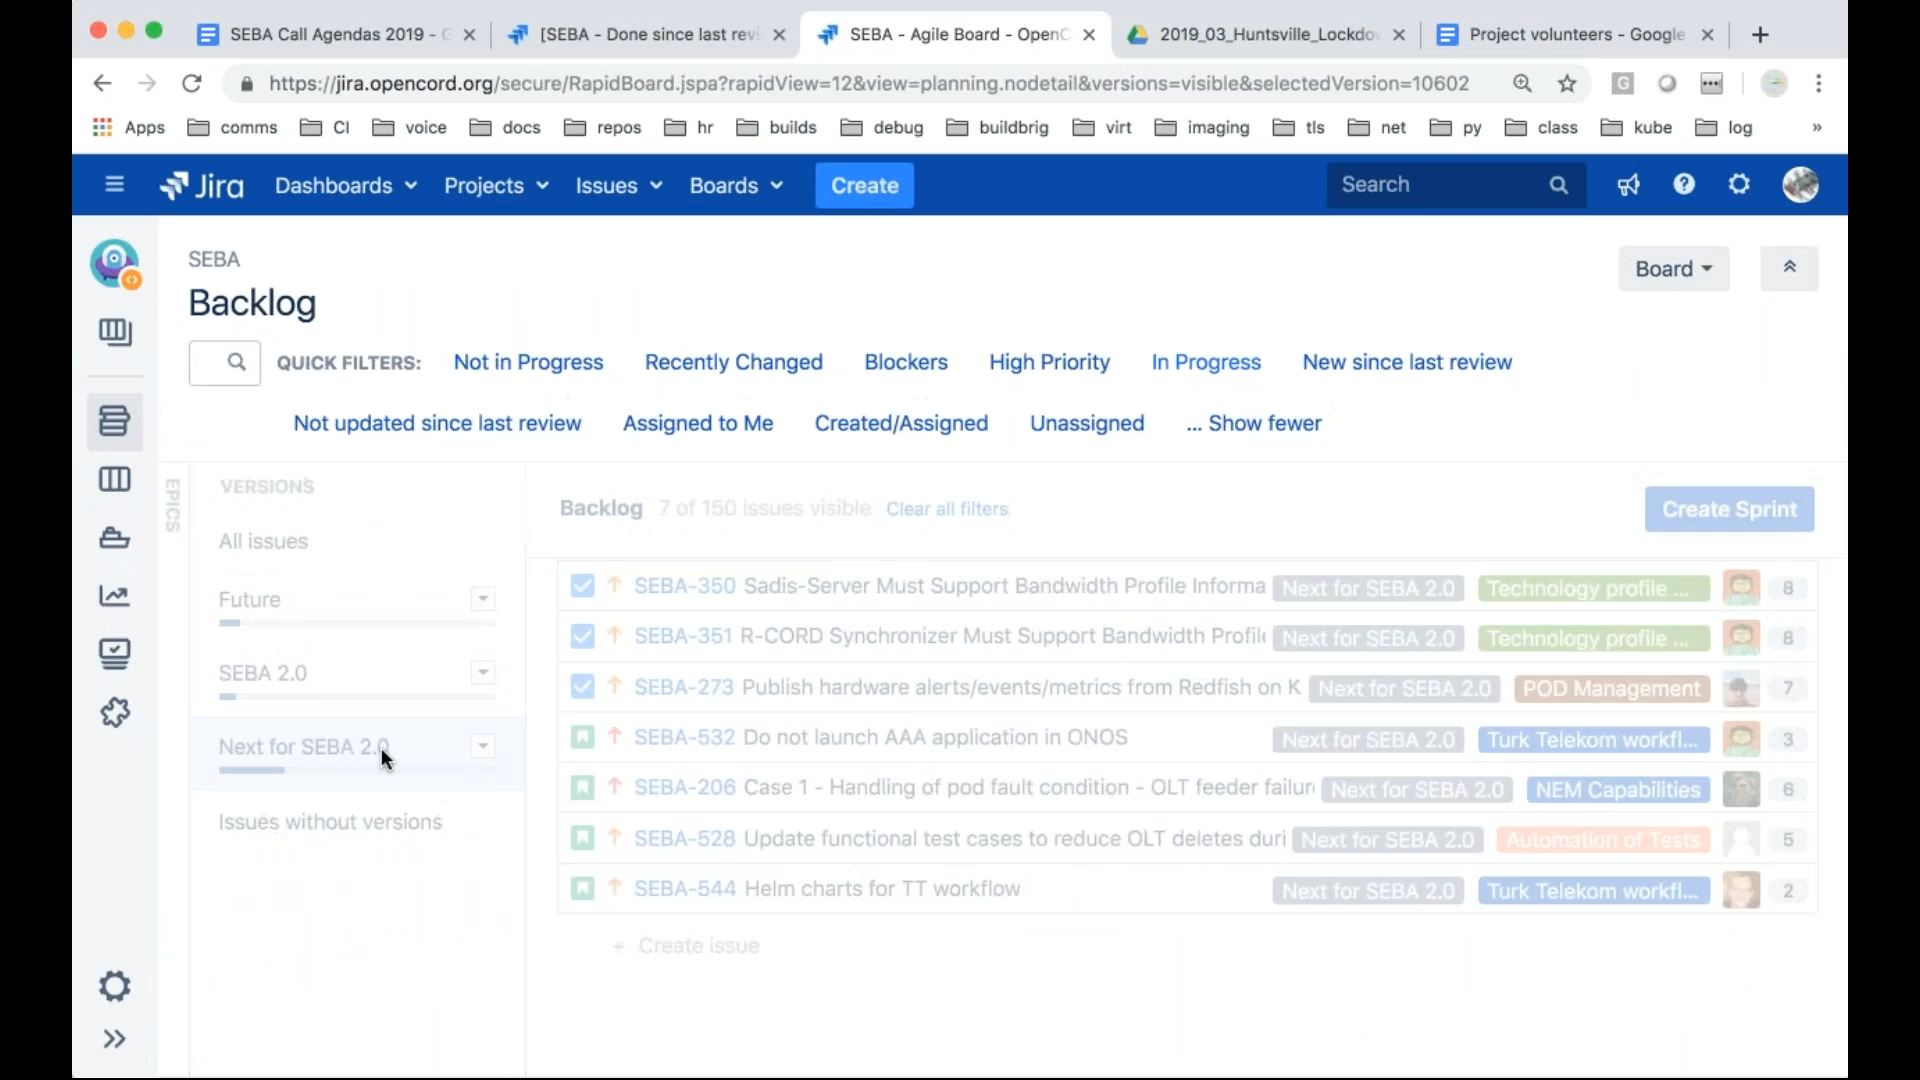 SEBA Call Agendas 2019 - G
[SEBA - Done since last revi
SEBA - Agile Board - OpenC
2019_03_Huntsville_Lockdo
Project volunteers - Google
https://jira.opencord.org/secure/RapidBoard.jspa?rapidView=12&view=planning.nodetail&versions=visible&selectedVersion=10602
Apps comms CI voice docs repos hr builds debug buildbrig virt imaging tls net py class kube log »
Jira Dashboards Projects Issues Boards Create Search
SEBA
Board
Backlog
QUICK FILTERS: Not in Progress Recently Changed Blockers High Priority In Progress New since last review
Not updated since last review Assigned to Me Created/Assigned Unassigned ... Show fewer
EPICS
VERSIONS
All issues
Future
SEBA 2.0
Next for SEBA 2.0
Issues without versions
Backlog 7 of 150 issues visible Clear all filters Create Sprint
SEBA-350 Sadis-Server Must Support Bandwidth Profile Informa Next for SEBA 2.0 Technology profile ... 8
SEBA-351 R-CORD Synchronizer Must Support Bandwidth Profile Next for SEBA 2.0 Technology profile ... 8
SEBA-273 Publish hardware alerts/events/metrics from Redfish on K Next for SEBA 2.0 POD Management 7
SEBA-532 Do not launch AAA application in ONOS Next for SEBA 2.0 Turk Telekom workfl... 3
SEBA-206 Case 1 - Handling of pod fault condition - OLT feeder failur Next for SEBA 2.0 NEM Capabilities 6
SEBA-528 Update functional test cases to reduce OLT deletes duri Next for SEBA 2.0 Automation of Tests 5
SEBA-544 Helm charts for TT workflow Next for SEBA 2.0 Turk Telekom workfl... 2
+ Create issue